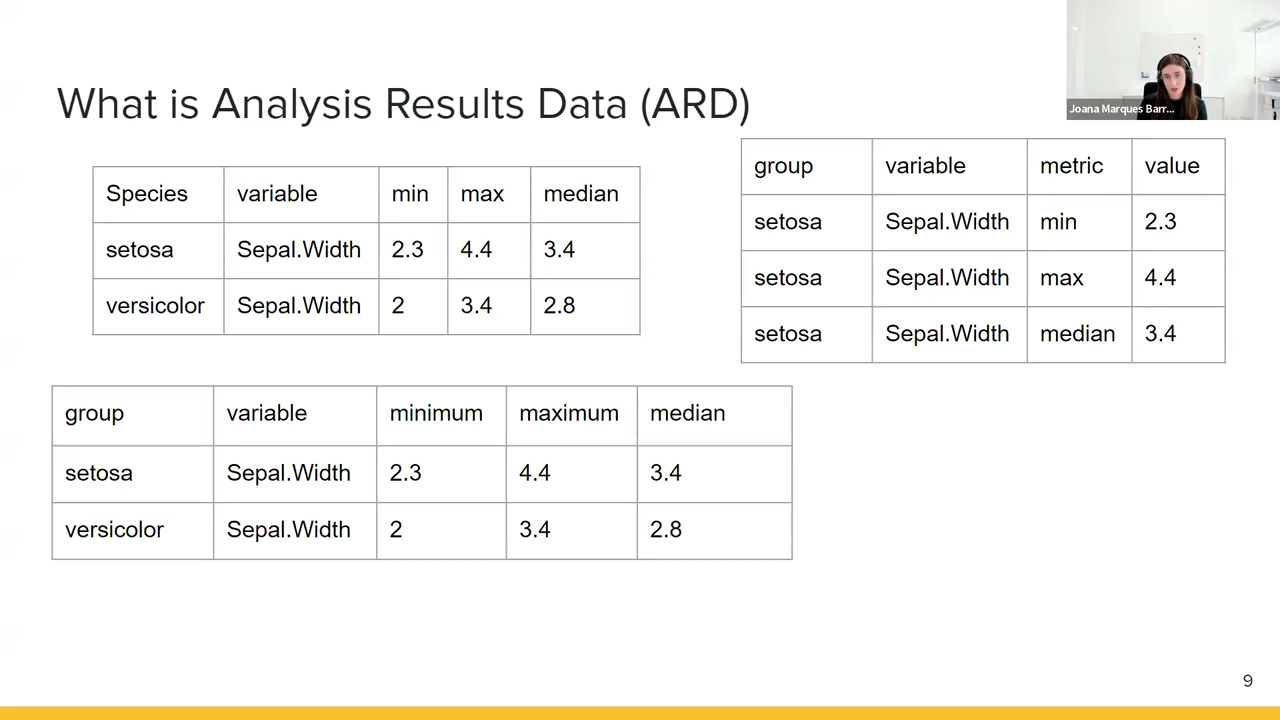 What is Analysis Results Data (ARD)
Joana Marques Barr...
Species variable min max median
setosa Sepal.Width 2.3 4.4 3.4
versicolor Sepal.Width 2 3.4 2.8
group variable metric value
setosa Sepal.Width min 2.3
setosa Sepal.Width max 4.4
setosa Sepal.Width median 3.4
group variable minimum maximum median
setosa Sepal.Width 2.3 4.4 3.4
versicolor Sepal.Width 2 3.4 2.8
9